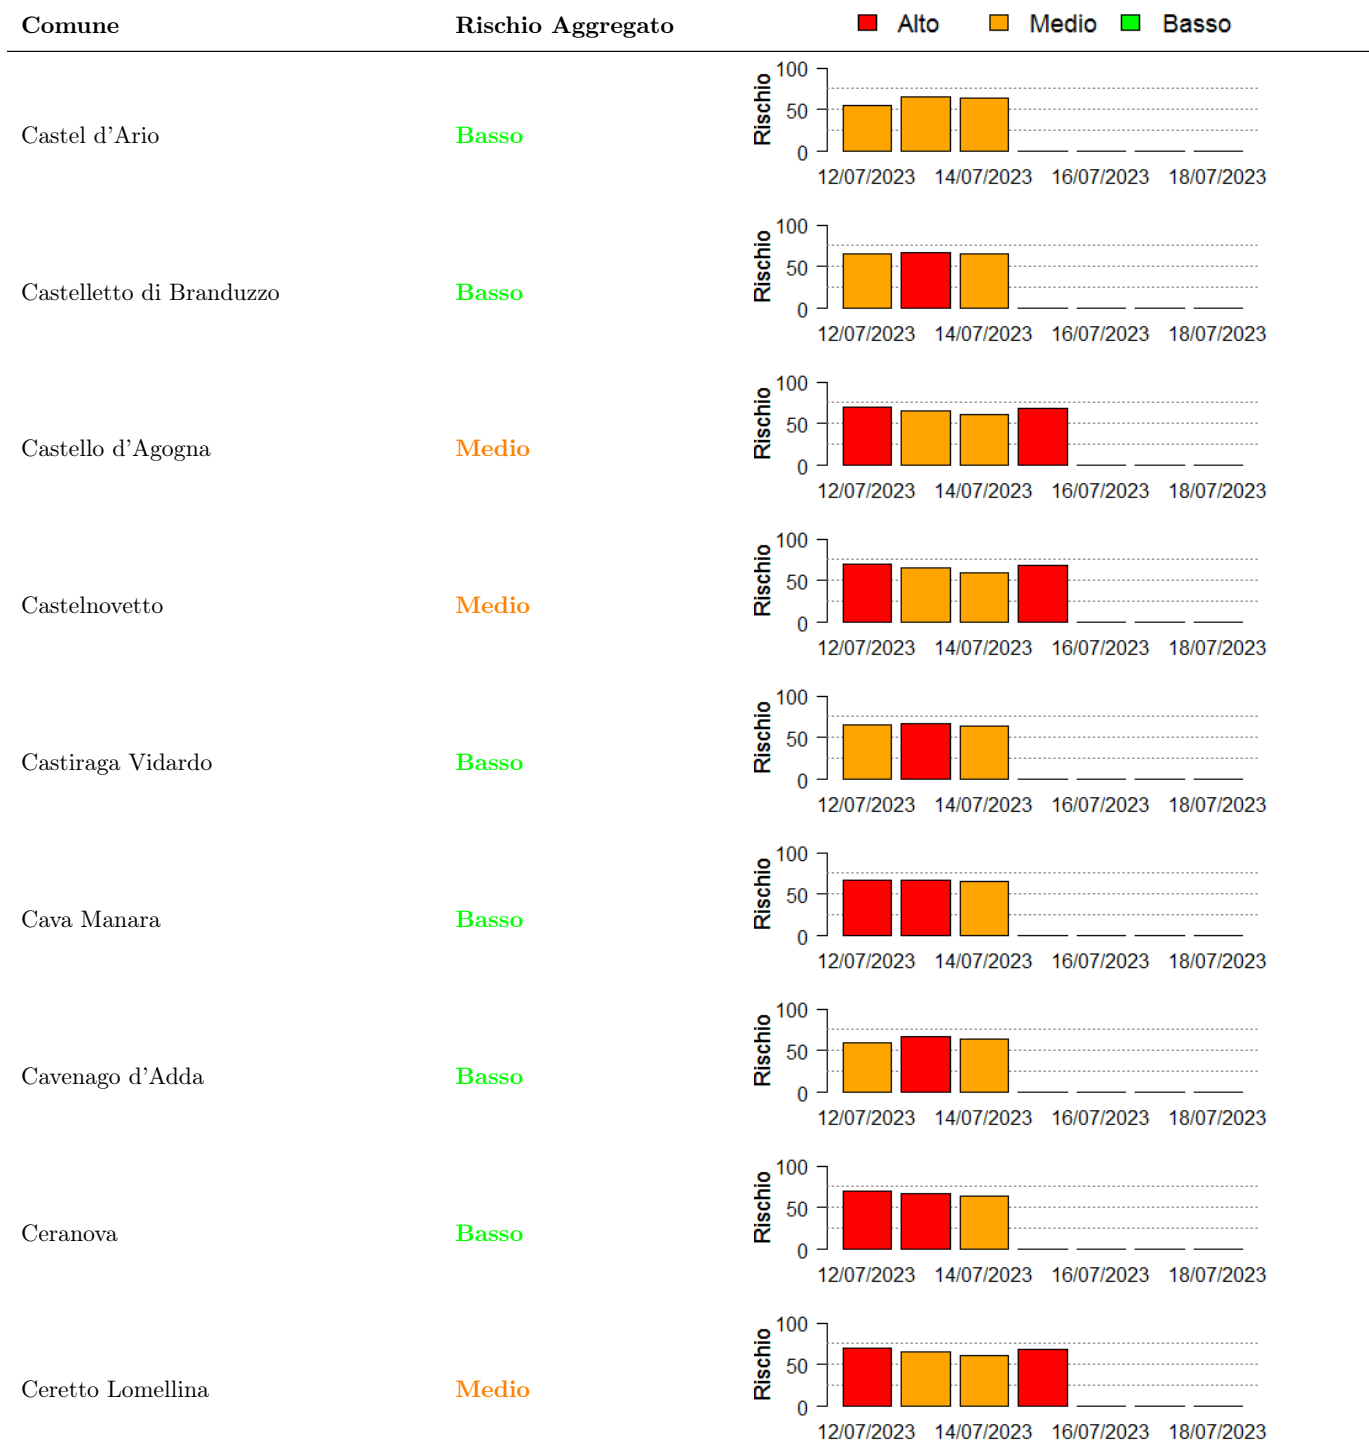 Comune Rischio Aggregato Alto Medio Basso
Castel d'Ario Basso Rischio 100 50 0
12/07/2023 14/07/2023 16/07/2023 18/07/2023
Castelletto di Branduzzo Basso Rischio 100 50 0
12/07/2023 14/07/2023 16/07/2023 18/07/2023
Castello d'Agogna Medio Rischio 100 50 0
12/07/2023 14/07/2023 16/07/2023 18/07/2023
Castelnovetto Medio Rischio 100 50 0
12/07/2023 14/07/2023 16/07/2023 18/07/2023
Castiraga Vidardo Basso Rischio 100 50 0
12/07/2023 14/07/2023 16/07/2023 18/07/2023
Cava Manara Basso Rischio 100 50 0
12/07/2023 14/07/2023 16/07/2023 18/07/2023
Cavenago d'Adda Basso Rischio 100 50 0
12/07/2023 14/07/2023 16/07/2023 18/07/2023
Ceranova Basso Rischio 100 50 0
12/07/2023 14/07/2023 16/07/2023 18/07/2023
Ceretto Lomellina Medio Rischio 100 50 0
12/07/2023 14/07/2023 16/07/2023 18/07/2023